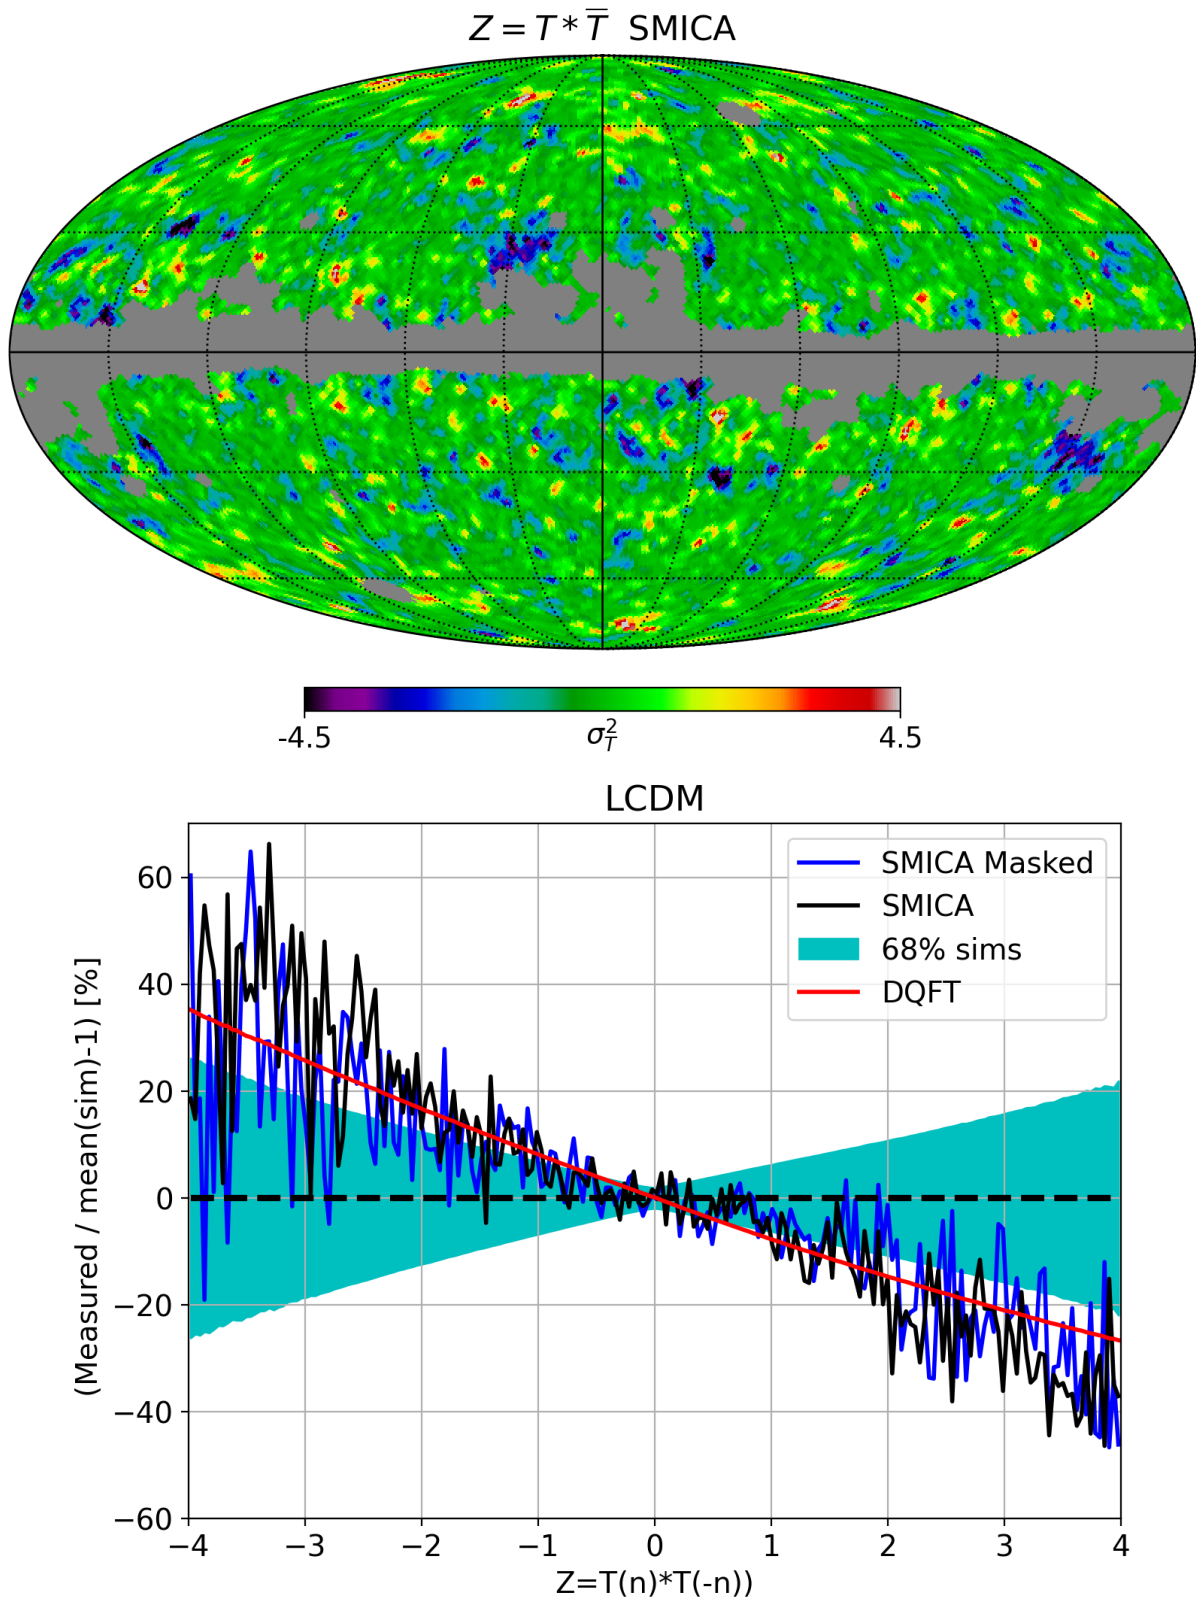 Z = T * T̅ SMICA
-4.5
σ_T^2
4.5
LCDM
SMICA Masked
SMICA
68% sims
DQFT
(Measured / mean(sim)-1) [%]
60
40
20
0
−20
−40
−60
−4
−3
−2
−1
0
1
2
3
4
Z=T(n)*T(-n))